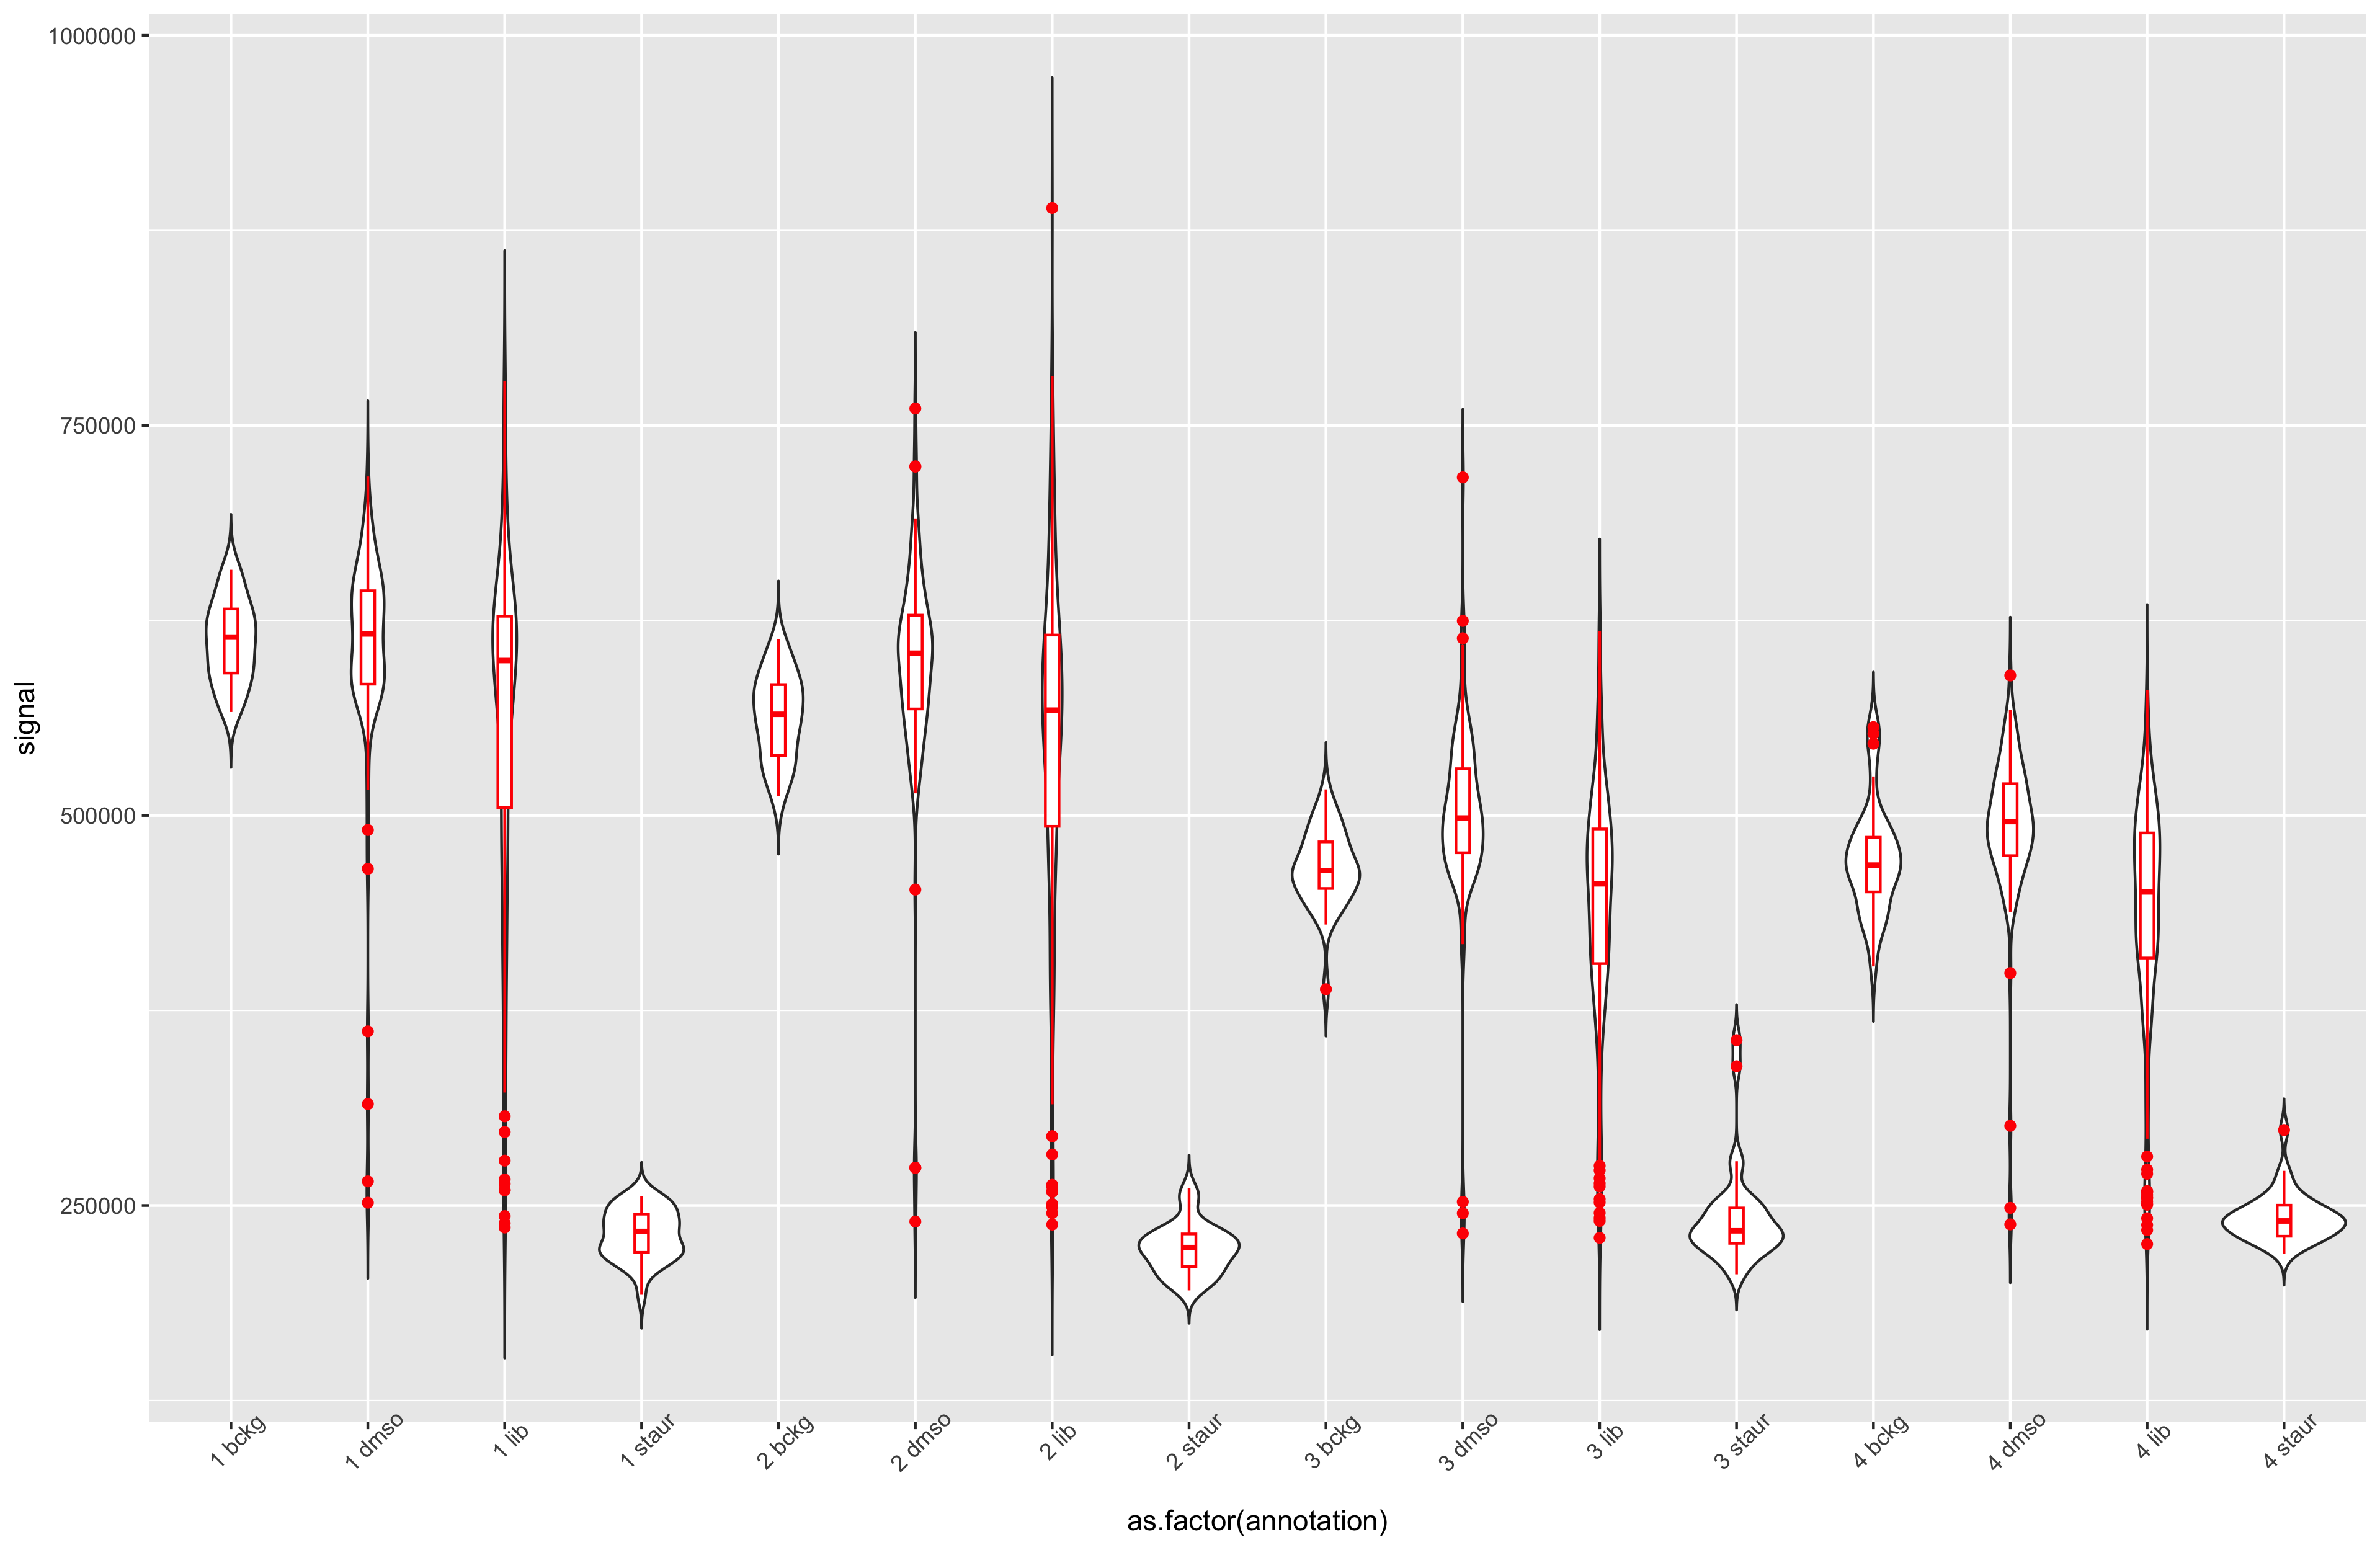 1000000
750000
500000
250000
signal
1 bckg
1 dmso
1 lib
1 staur
2 bckg
2 dmso
2 lib
2 staur
3 bckg
3 dmso
3 lib
3 staur
4 bckg
4 dmso
4 lib
4 staur
as.factor(annotation)